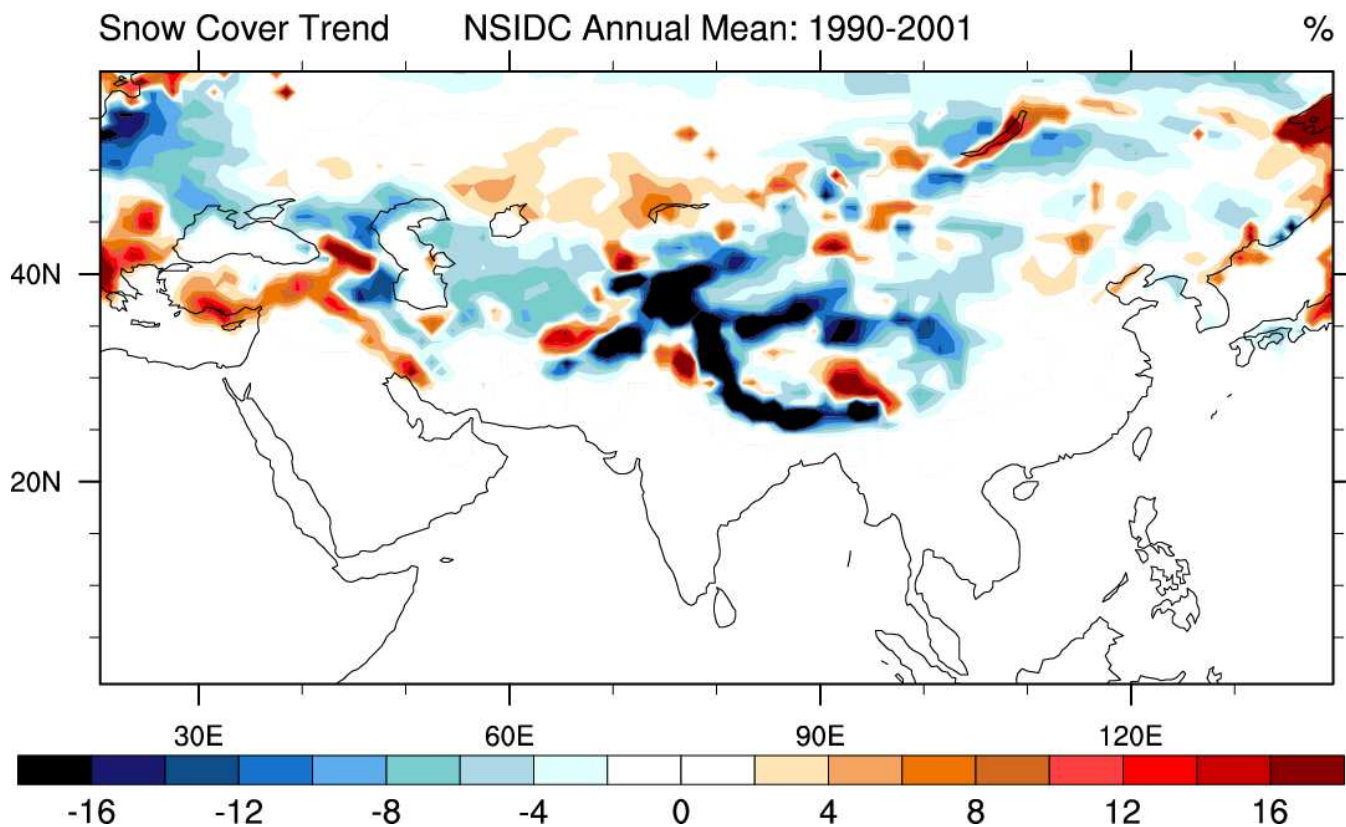 Snow Cover Trend NSIDC Annual Mean: 1990-2001 %
40N
20N
30E 60E 90E 120E
-16 -12 -8 -4 0 4 8 12 16